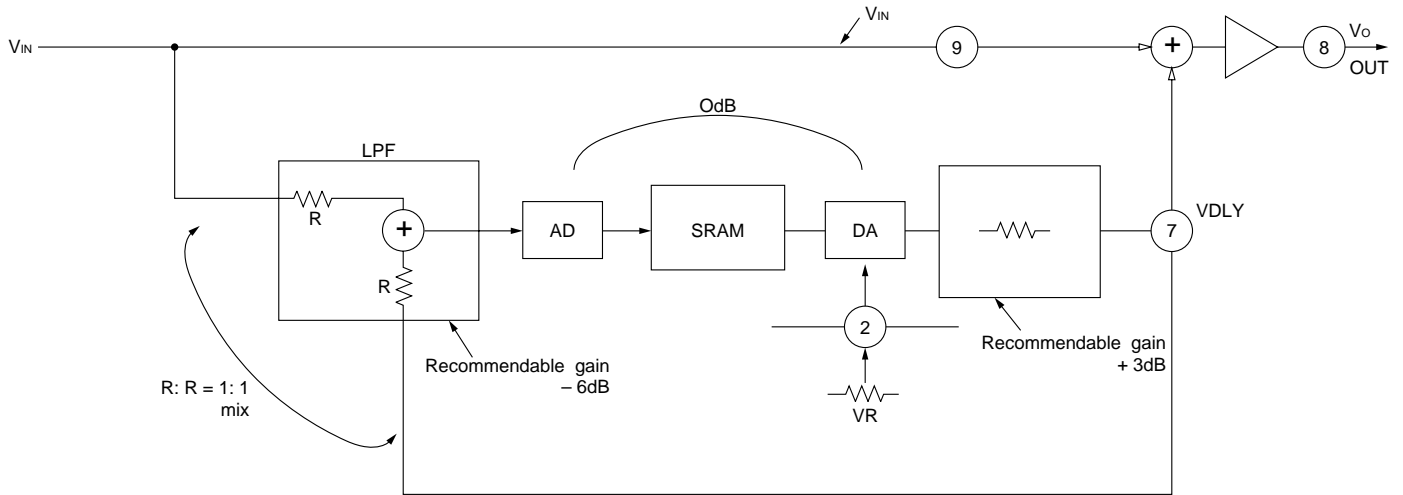 VIN
VIN
9
+
8
VO
OUT
OdB
LPF
R
+
R
AD
SRAM
DA
7
VDLY
2
VR
Recommendable gain
– 6dB
Recommendable gain
+ 3dB
R: R = 1: 1
mix